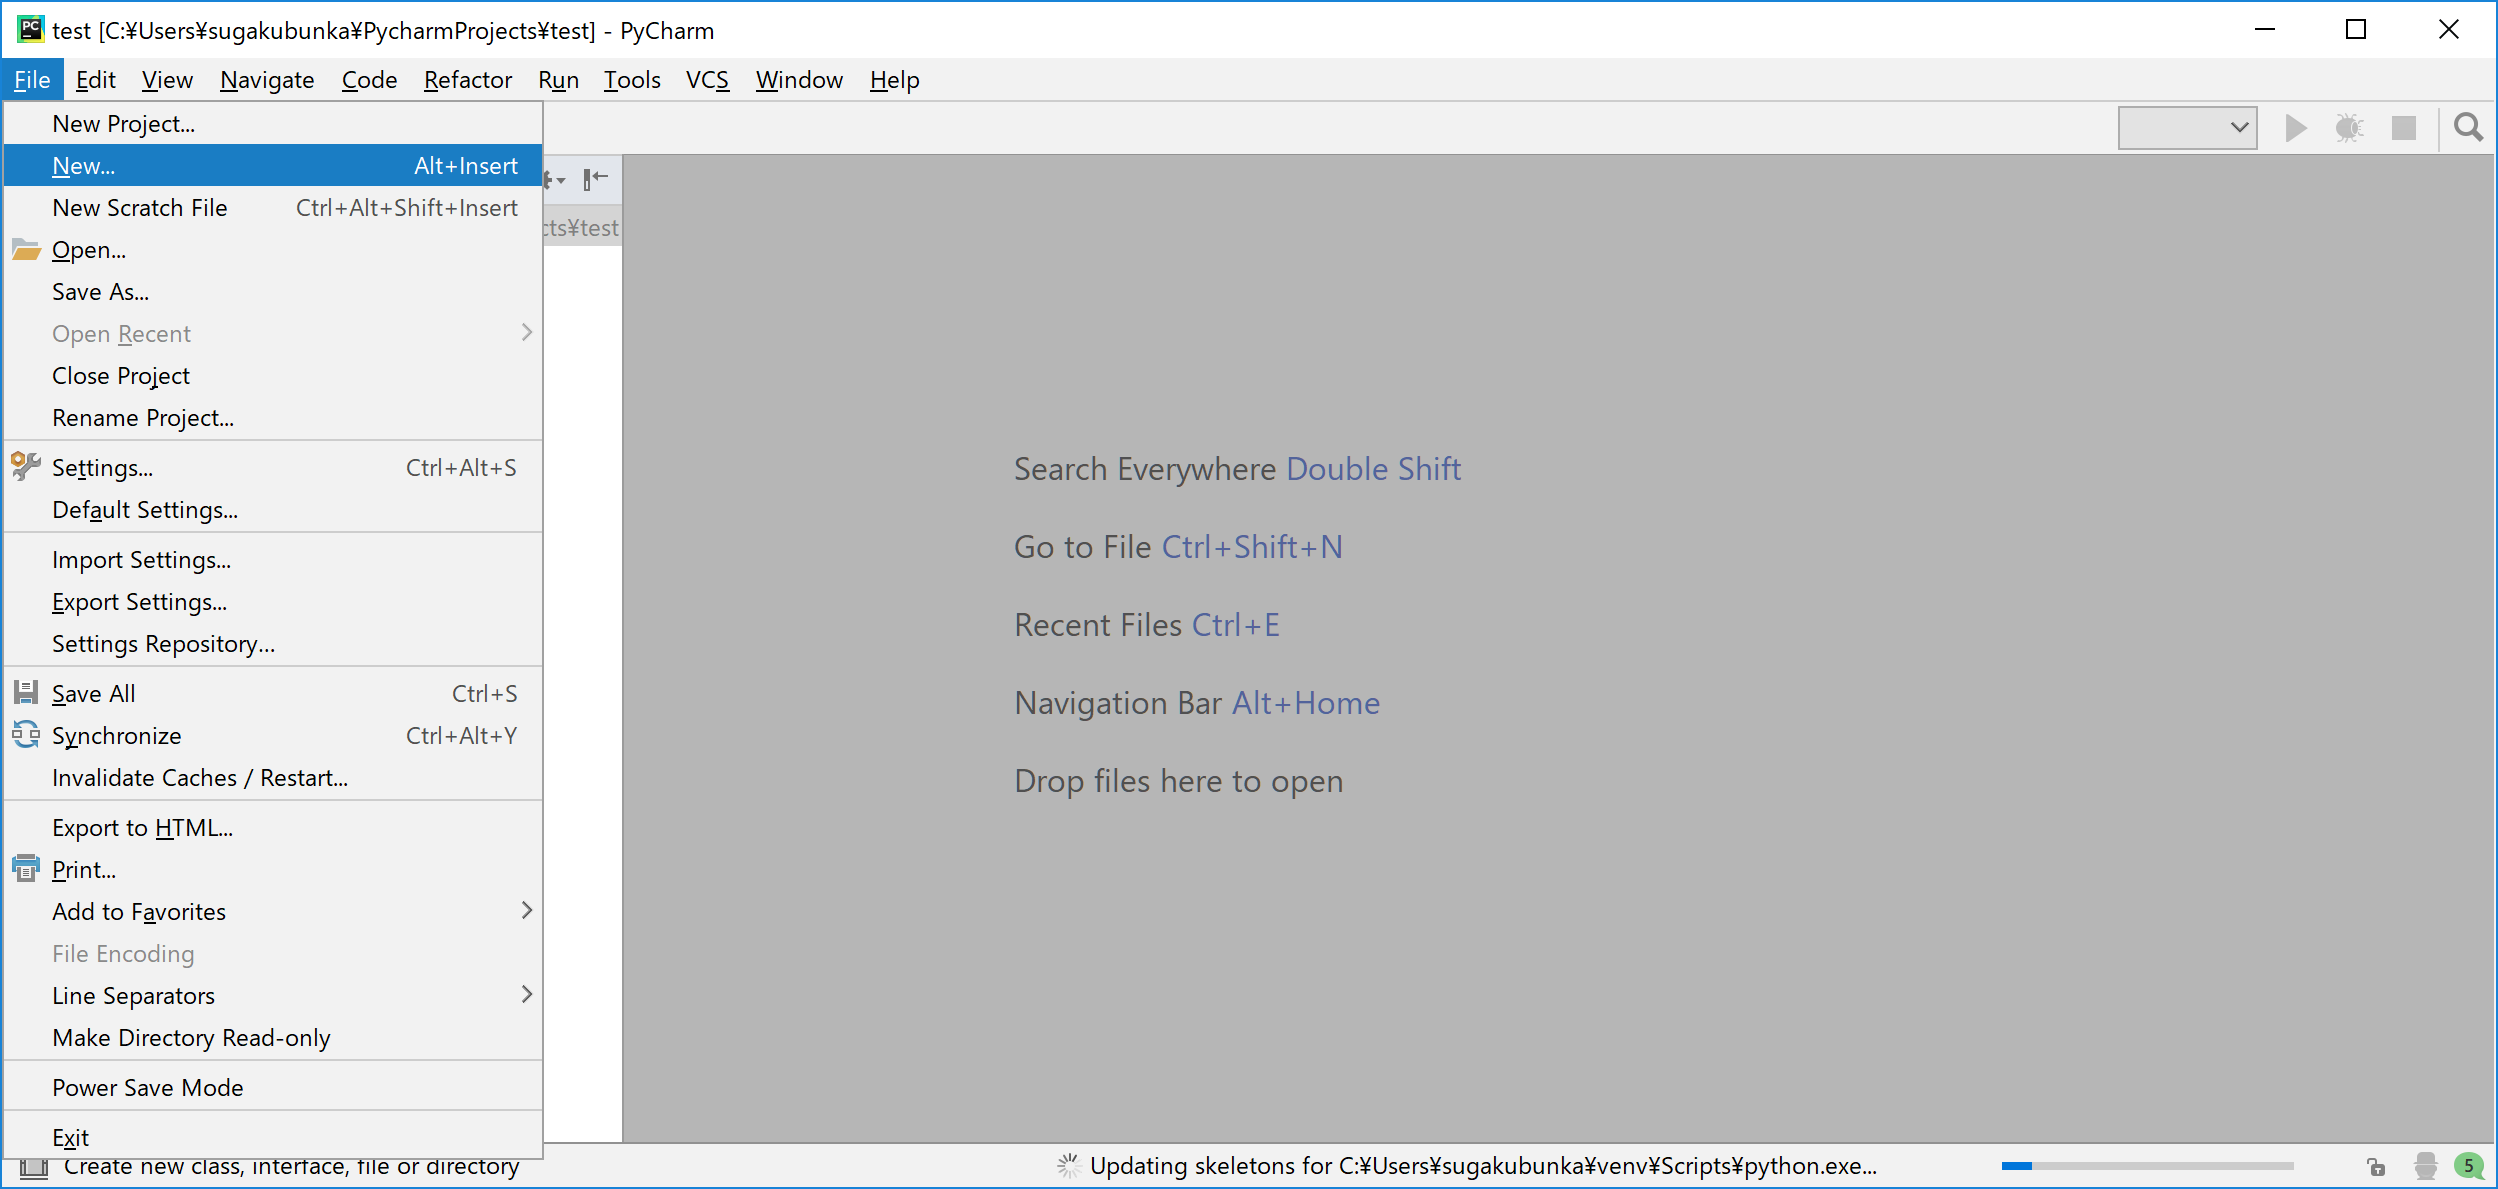 PC test [C:¥Users¥sugakubunka¥PycharmProjects¥test] - PyCharm
File Edit View Navigate Code Refactor Run Tools VCS Window Help
New Project...
New... Alt+Insert
New Scratch File Ctrl+Alt+Shift+Insert
cts¥test
Open...
Save As...
Open Recent
Close Project
Rename Project...
Settings... Ctrl+Alt+S
Default Settings...
Import Settings...
Export Settings...
Settings Repository...
Save All Ctrl+S
Synchronize Ctrl+Alt+Y
Invalidate Caches / Restart...
Export to HTML...
Print...
Add to Favorites
File Encoding
Line Separators
Make Directory Read-only
Power Save Mode
Exit
Search Everywhere Double Shift
Go to File Ctrl+Shift+N
Recent Files Ctrl+E
Navigation Bar Alt+Home
Drop files here to open
Create new class, interface, file or directory
Updating skeletons for C:¥Users¥sugakubunka¥venv¥Scripts¥python.exe...
5